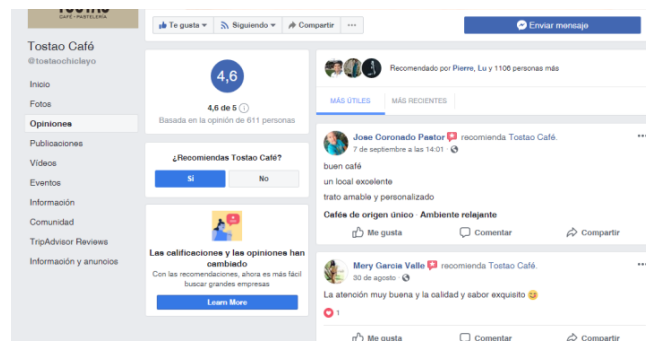 TOSTAO
CAFÉ · PASTELERÍA
Tostao Café
@tostaochiclayo
Inicio
Fotos
Opiniones
Publicaciones
Vídeos
Eventos
Información
Comunidad
TripAdvisor Reviews
Información y anuncios
Te gusta
Siguiendo
Compartir
Enviar mensaje
4,6
4,6 de 5
Basada en la opinión de 611 personas
¿Recomiendas Tostao Café?
Sí
No
Las calificaciones y las opiniones han
cambiado
Con las recomendaciones, ahora es más fácil
buscar grandes empresas
Learn More
Recomendado por Pierre, Lu y 1106 personas más
MÁS ÚTILES
MÁS RECIENTES
Jose Coronado Pastor recomienda Tostao Café.
7 de septiembre a las 14:01 ·
buen café
un local excelente
trato amable y personalizado
Cafés de origen único · Ambiente relajante
Me gusta
Comentar
Compartir
Mery Garcia Valle recomienda Tostao Café.
30 de agosto ·
La atención muy buena y la calidad y sabor exquisito 😋
1
Me gusta
Comentar
Compartir